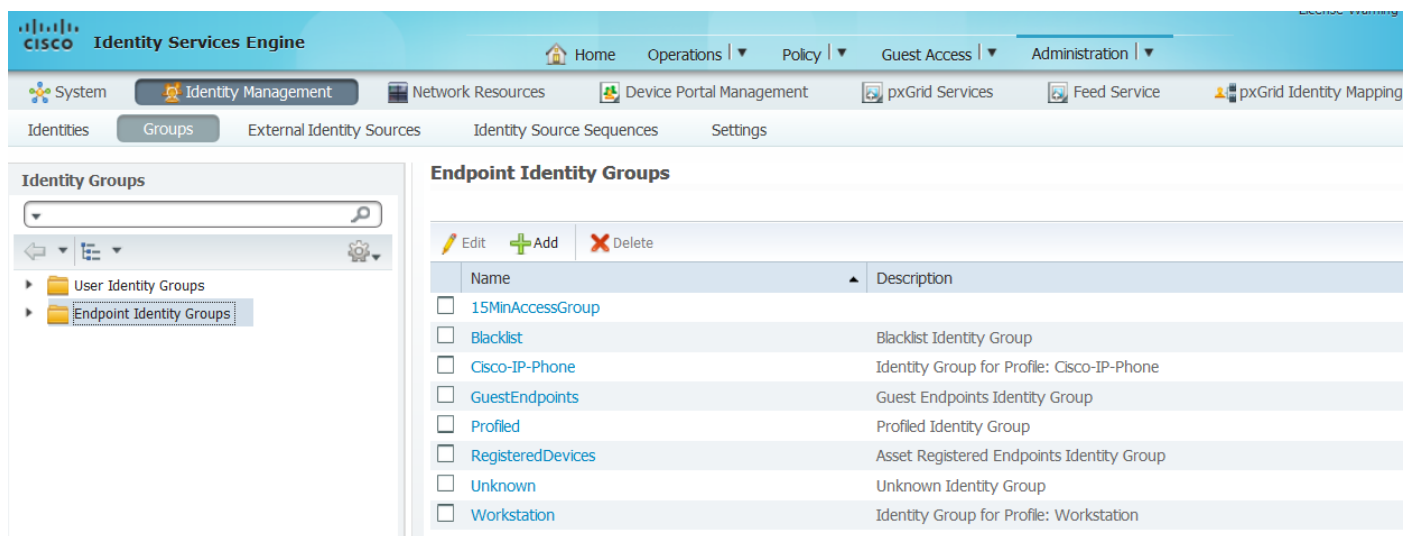 License Warning
CISCO Identity Services Engine
Home Operations Policy Guest Access Administration
System Identity Management Network Resources Device Portal Management pxGrid Services Feed Service pxGrid Identity Mapping
Identities Groups External Identity Sources Identity Source Sequences Settings
Identity Groups
User Identity Groups
Endpoint Identity Groups
Endpoint Identity Groups
Edit Add Delete
Name Description
15MinAccessGroup
Blacklist Blacklist Identity Group
Cisco-IP-Phone Identity Group for Profile: Cisco-IP-Phone
GuestEndpoints Guest Endpoints Identity Group
Profiled Profiled Identity Group
RegisteredDevices Asset Registered Endpoints Identity Group
Unknown Unknown Identity Group
Workstation Identity Group for Profile: Workstation